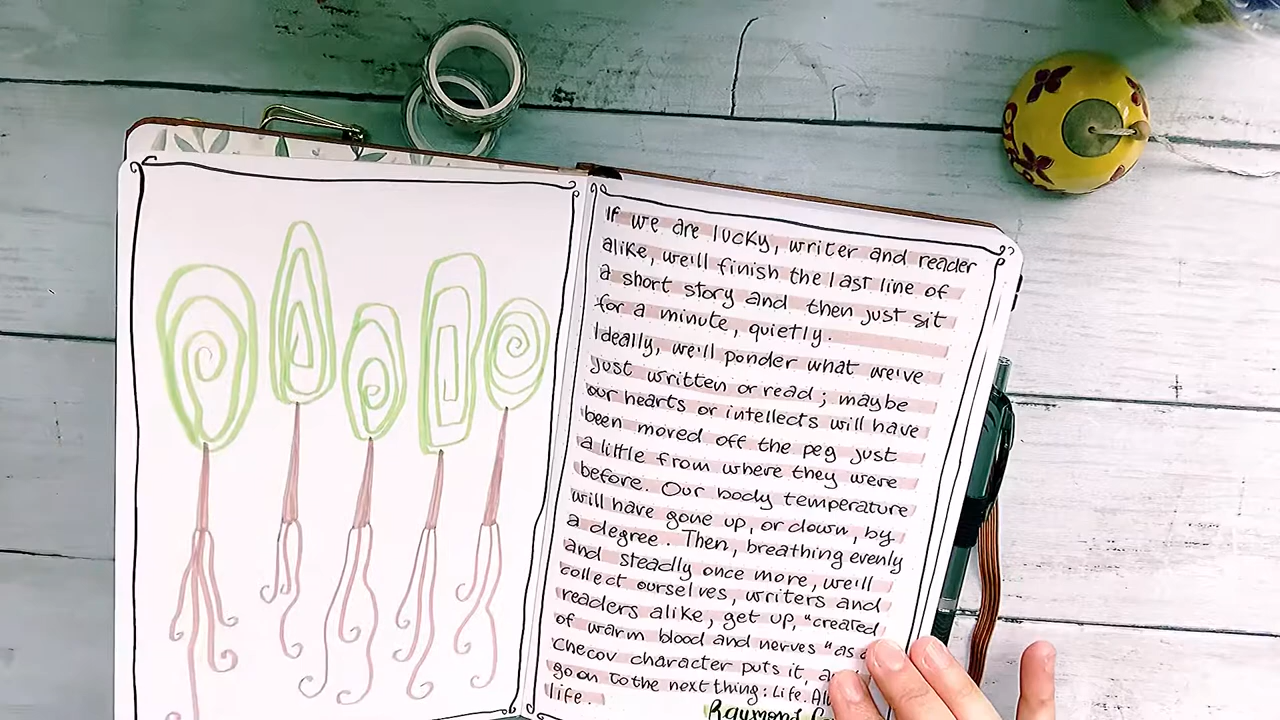 If we are lucky, writer and reader
alike, we'll finish the last line of
a short story and then just sit
for a minute, quietly.
Ideally, we'll ponder what we've
just written or read; maybe
our hearts or intellects will have
been moved off the peg just
a little from where they were
before. Our body temperature
will have gone up, or down, by
a degree. Then, breathing evenly
and steadly once more, we'll
collect ourselves, writers and
readers alike, get up, "created
of warm blood and nerves "as a
Checov character puts it,
go on to the next thing: Life.
life.
Raymond